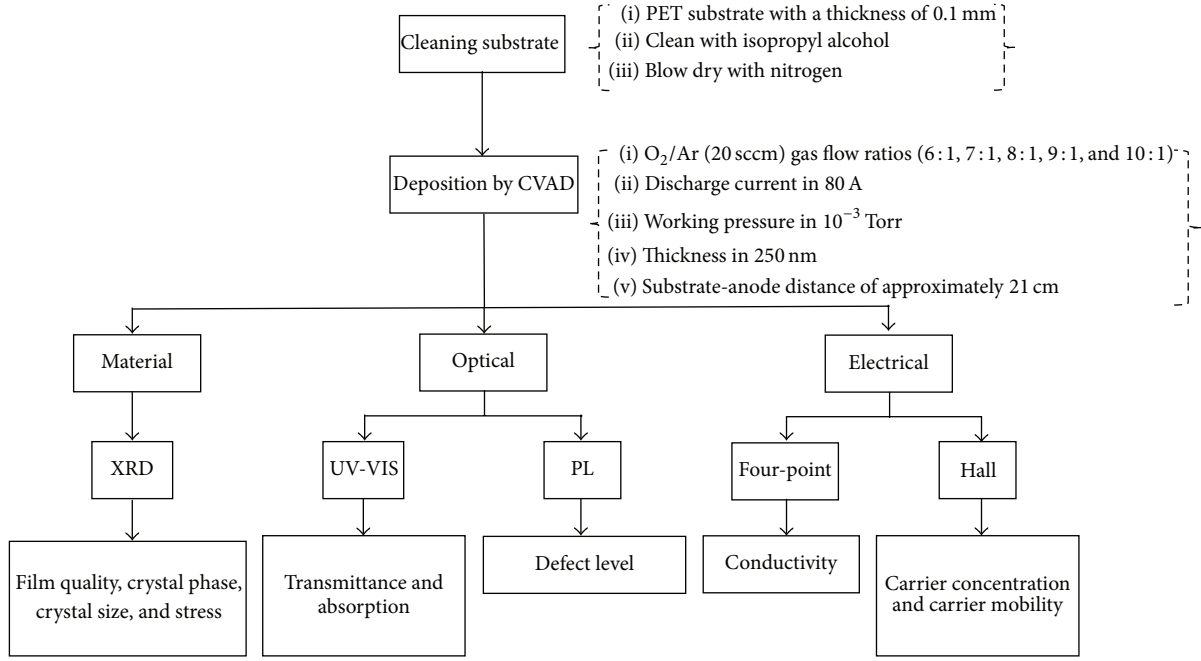 Cleaning substrate
(i) PET substrate with a thickness of 0.1 mm
(ii) Clean with isopropyl alcohol
(iii) Blow dry with nitrogen
Deposition by CVAD
(i) O₂/Ar (20 sccm) gas flow ratios (6 : 1, 7 : 1, 8 : 1, 9 : 1, and 10 : 1)
(ii) Discharge current in 80 A
(iii) Working pressure in 10⁻³ Torr
(iv) Thickness in 250 nm
(v) Substrate-anode distance of approximately 21 cm
Material
Optical
Electrical
XRD
UV-VIS
PL
Four-point
Hall
Film quality, crystal phase,
crystal size, and stress
Transmittance and
absorption
Defect level
Conductivity
Carrier concentration
and carrier mobility